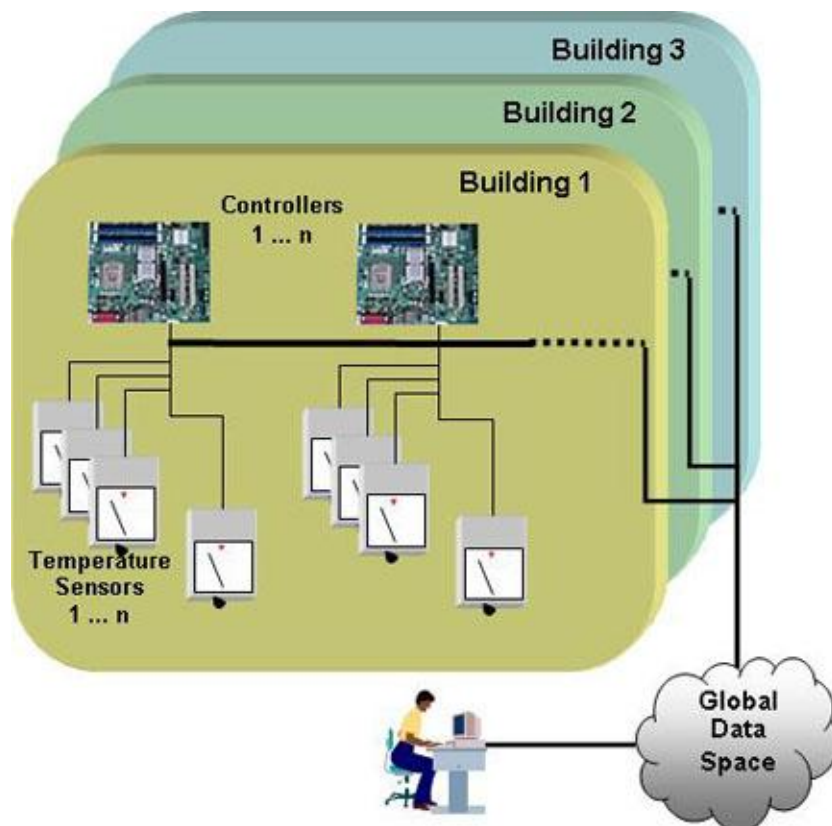 Building 3
Building 2
Building 1
Controllers
1 ... n
Temperature
Sensors
1 ... n
Global
Data
Space